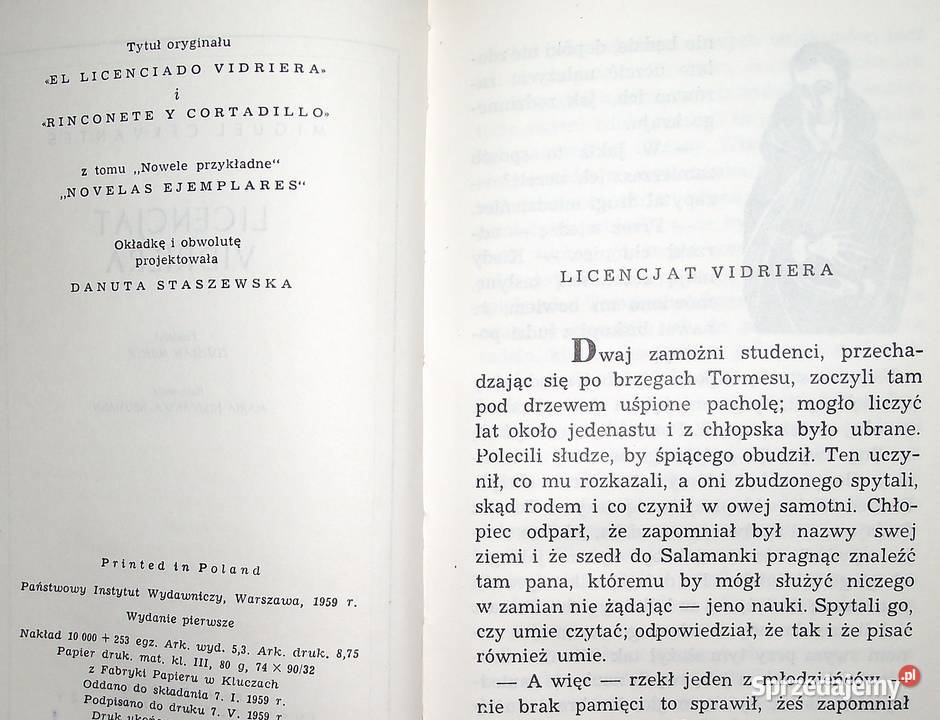 Tytuł oryginału
«EL LICENCIADO VIDRIERA»
i
«RINCONETE Y CORTADILLO»
z tomu „Nowele przykładne“
„NOVELAS EJEMPLARES“
Okładkę i obwolutę
projektowała
DANUTA STASZEWSKA
Printed in Poland
Państwowy Instytut Wydawniczy, Warszawa, 1959 r.
Wydanie pierwsze
Nakład 10 000 + 253 egz. Ark. wyd. 5,3. Ark. druk. 8,75
Papier druk. mat. kl. III, 80 g, 74 × 90/32
z Fabryki Papieru w Kluczach
Oddano do składania 7. I. 1959 r.
Podpisano do druku 7. V. 1959 r.
LICENCJAT VIDRIERA
Dwaj zamożni studenci, przecha-
dzając się po brzegach Tormesu, zoczyli tam
pod drzewem uśpione pacholę; mogło liczyć
lat około jedenastu i z chłopska było ubrane.
Polecili słudze, by śpiącego obudził. Ten uczy-
nił, co mu rozkazali, a oni zbudzonego spytali,
skąd rodem i co czynił w owej samotni. Chło-
piec odparł, że zapomniał był nazwy swej
ziemi i że szedł do Salamanki pragnąc znaleźć
tam pana, któremu by mógł służyć niczego
w zamian nie żądając — jeno nauki. Spytali go,
czy umie czytać; odpowiedział, że tak i że pisać
również umie.
— A więc — rzekł jeden z młodziańców —
nie brak pamięci to sprawił, żeś zapomniał
Sprzedajemy.pl